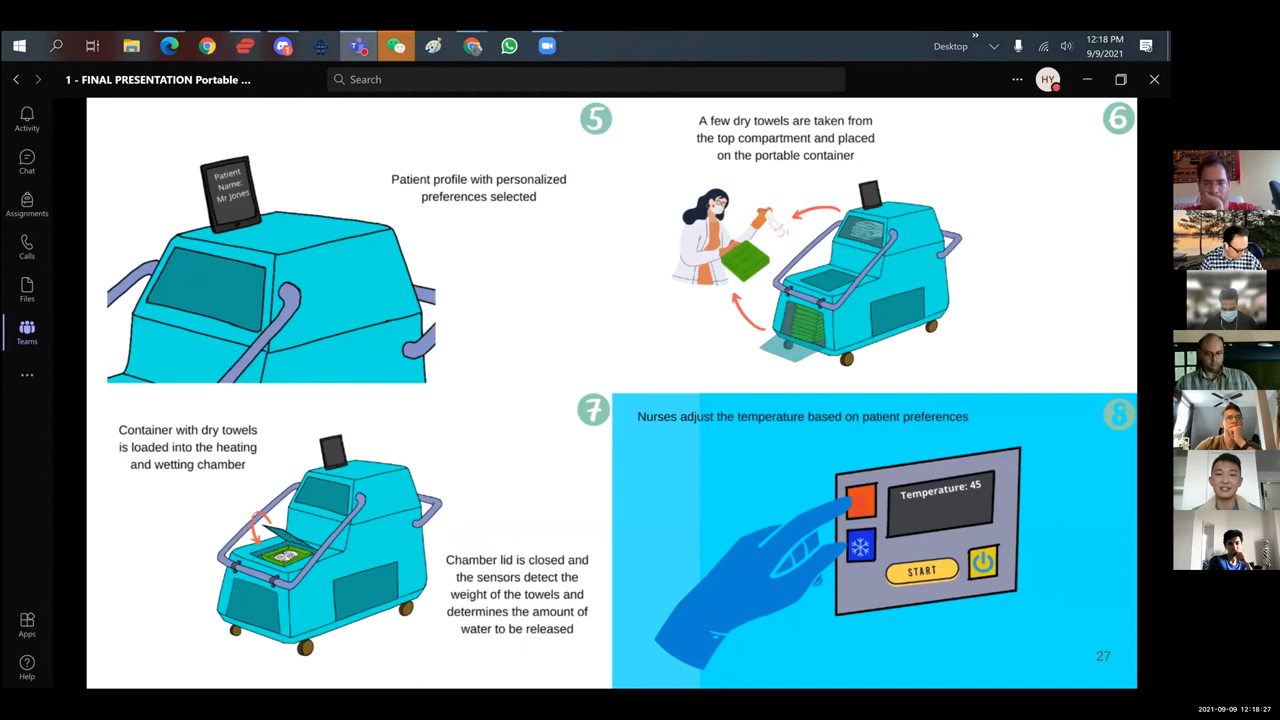 Desktop
12:18 PM
9/9/2021
1 - FINAL PRESENTATION Portable ...
Search
HY
Activity
Chat
Assignments
Calls
Files
Teams
Apps
Help
5
Patient
Name:
Mr Jones
Patient profile with personalized
preferences selected
6
A few dry towels are taken from
the top compartment and placed
on the portable container
7
Container with dry towels
is loaded into the heating
and wetting chamber
Chamber lid is closed and
the sensors detect the
weight of the towels and
determines the amount of
water to be released
8
Nurses adjust the temperature based on patient preferences
Temperature: 45
START
27
2021-09-09 12:18:27